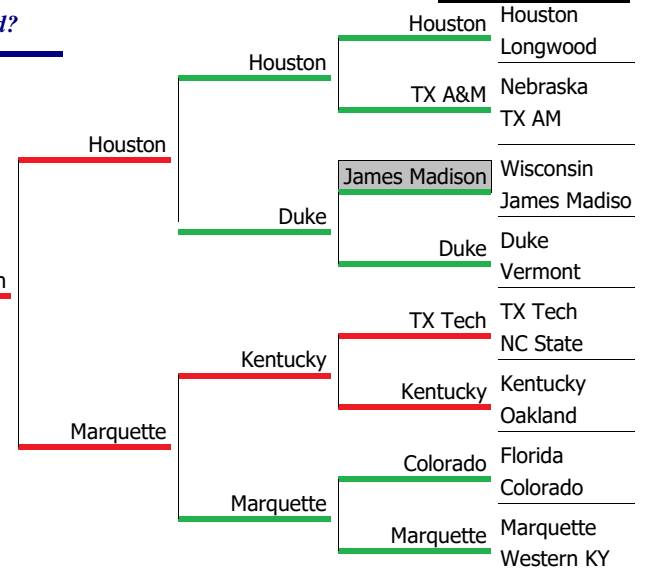 d?
Houston
Longwood
Nebraska
TX AM
Wisconsin
James Madiso
Duke
Vermont
TX Tech
NC State
Kentucky
Oakland
Florida
Colorado
Marquette
Western KY
Houston
TX A&M
James Madison
Duke
TX Tech
Kentucky
Colorado
Marquette
Houston
Duke
Kentucky
Marquette
Houston
Marquette
n